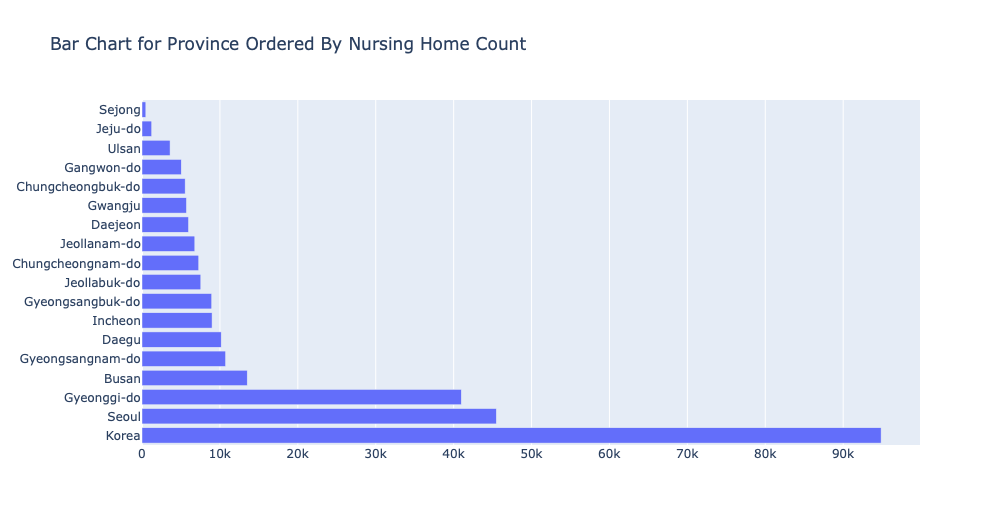 Bar Chart for Province Ordered By Nursing Home Count
Sejong
Jeju-do
Ulsan
Gangwon-do
Chungcheongbuk-do
Gwangju
Daejeon
Jeollanam-do
Chungcheongnam-do
Jeollabuk-do
Gyeongsangbuk-do
Incheon
Daegu
Gyeongsangnam-do
Busan
Gyeonggi-do
Seoul
Korea
0 10k 20k 30k 40k 50k 60k 70k 80k 90k